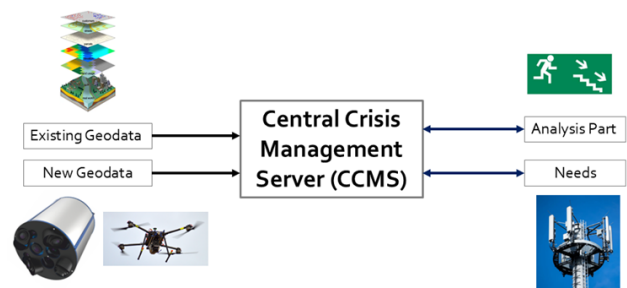 Existing Geodata
New Geodata
Central Crisis
Management
Server (CCMS)
Analysis Part
Needs